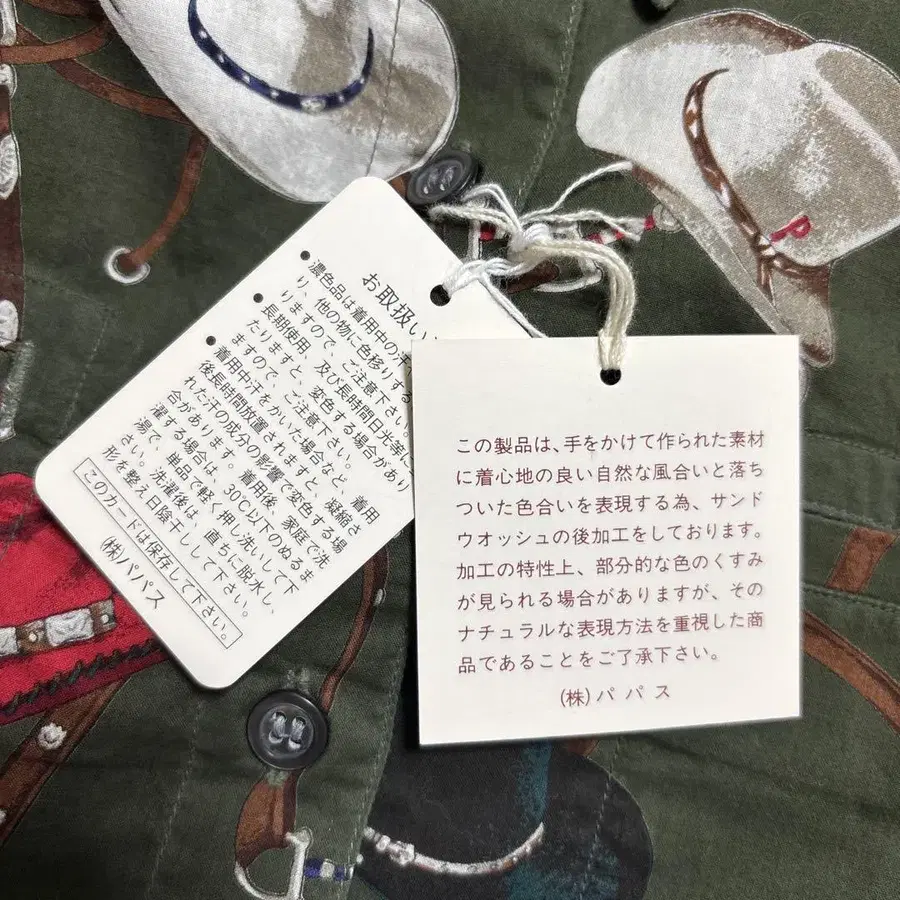 お取扱い
● 濃色品は着用中の汗
り、他の物に色移りする
りますので、ご注意下さい。
● 長期使用、及び長時間日光等に
たりますと、変色する場合があり
ますので、ご注意下さい。
● 着用中汗をかいた場合など、着用
後長時間放置されますと、凝縮さ
れた汗の成分の影響で変色する場
合があります。着用後、家庭で洗
濯する場合は、30℃以下のぬるま
湯で、単品で軽く押し洗いして下
さい。洗濯後は、直ちに脱水し、
形を整え日陰干しして下さい。
このカードは保存して下さい。
(株)パパス
この製品は、手をかけて作られた素材
に着心地の良い自然な風合いと落ち
ついた色合いを表現する為、サンド
ウオッシュの後加工をしております。
加工の特性上、部分的な色のくすみ
が見られる場合がありますが、その
ナチュラルな表現方法を重視した商
品であることをご了承下さい。
(株)パパス
P